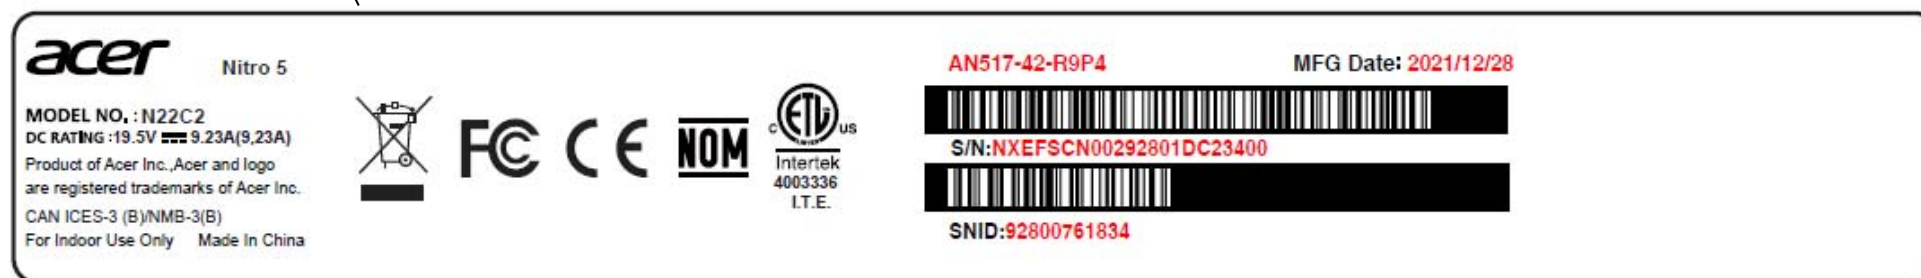 acer Nitro 5
MODEL NO. : N22C2
DC RATING :19.5V ⎓ 9.23A(9,23A)
Product of Acer Inc.,Acer and logo
are registered trademarks of Acer Inc.
CAN ICES-3 (B)/NMB-3(B)
For Indoor Use Only Made In China
FC CE NOM
c ETL us
INTERTEK
Intertek
4003336
I.T.E.
AN517-42-R9P4 MFG Date: 2021/12/28
S/N:NXEFSCN00292801DC23400
SNID:92800761834